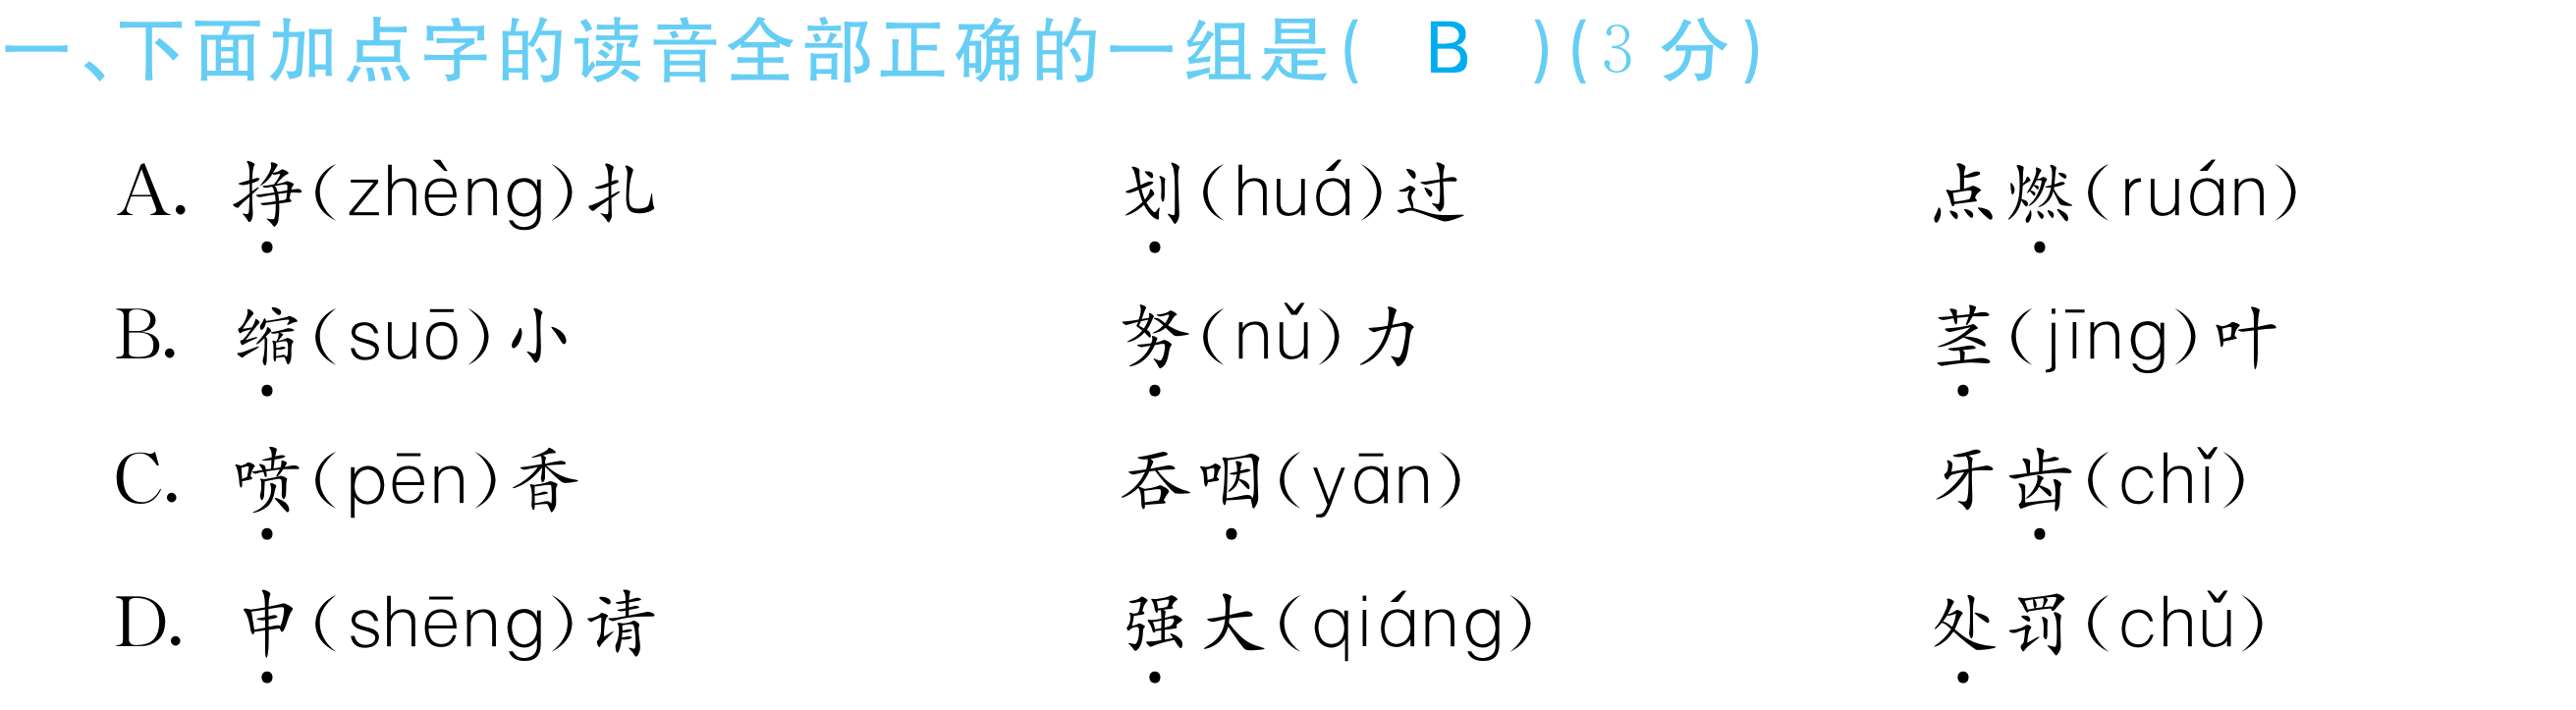 一、下面加点字的读音全部正确的一组是( B )(3 分)
A. 挣(zhèng)扎 划(huá)过 点燃(ruán)
B. 缩(suō)小 努(nǔ)力 茎(jīng)叶
C. 喷(pēn)香 吞咽(yān) 牙齿(chǐ)
D. 申(shēng)请 强大(qiáng) 处罚(chǔ)